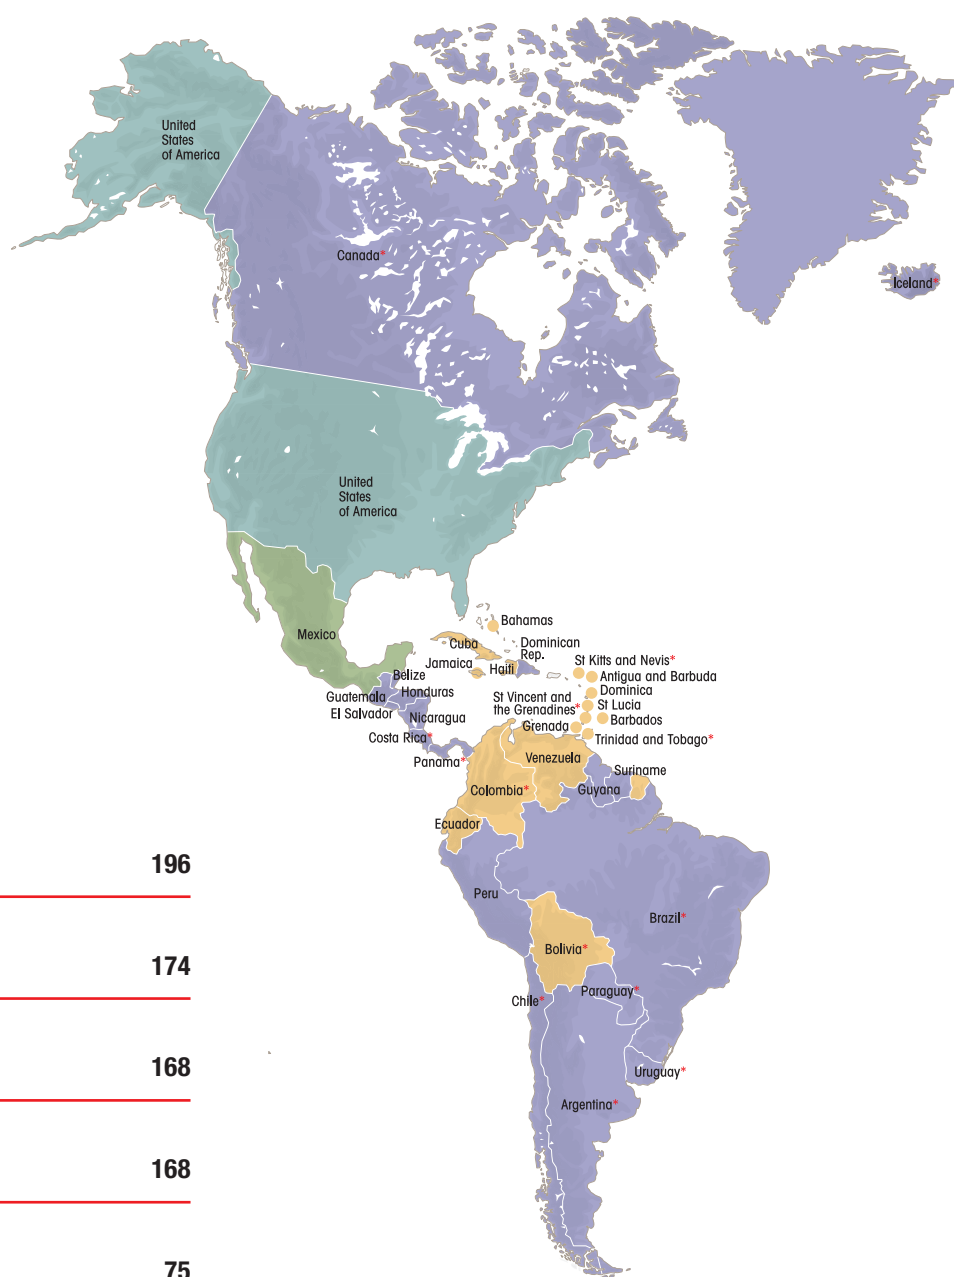 United
States
of America
Canada*
Iceland*
United
States
of America
Mexico
Bahamas
Cuba
Dominican
Rep.
Jamaica
Haiti
St Kitts and Nevis*
Antigua and Barbuda
Belize
Dominica
Honduras
Guatemala
St Vincent and
the Grenadines*
St Lucia
El Salvador
Nicaragua
Barbados
Grenada
Costa Rica*
Trinidad and Tobago*
Panama*
Venezuela
Suriname
Colombia*
Guyana
Ecuador
196
Peru
Brazil*
Bolivia*
174
Paraguay*
Chile*
168
Uruguay*
Argentina*
168
75